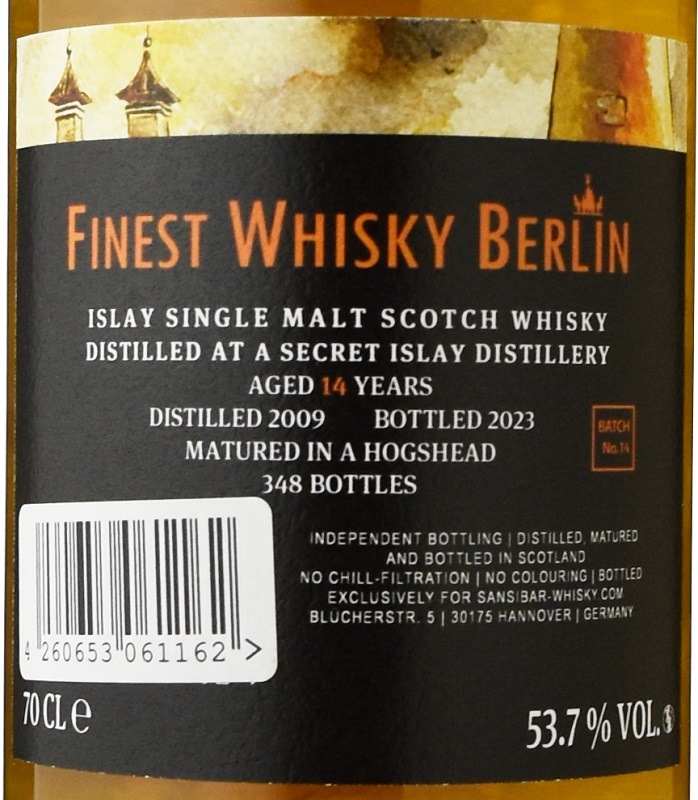 FINEST WHISKY BERLIN
ISLAY SINGLE MALT SCOTCH WHISKY
DISTILLED AT A SECRET ISLAY DISTILLERY
AGED 14 YEARS
DISTILLED 2009 BOTTLED 2023
MATURED IN A HOGSHEAD
348 BOTTLES
BATCH
No.14
INDEPENDENT BOTTLING | DISTILLED, MATURED
AND BOTTLED IN SCOTLAND
NO CHILL-FILTRATION | NO COLOURING | BOTTLED
EXCLUSIVELY FOR SANSIBAR-WHISKY.COM
BLÜCHERSTR. 5 | 30175 HANNOVER | GERMANY
4 260653 061162 >
70 CL e
53.7 % VOL.